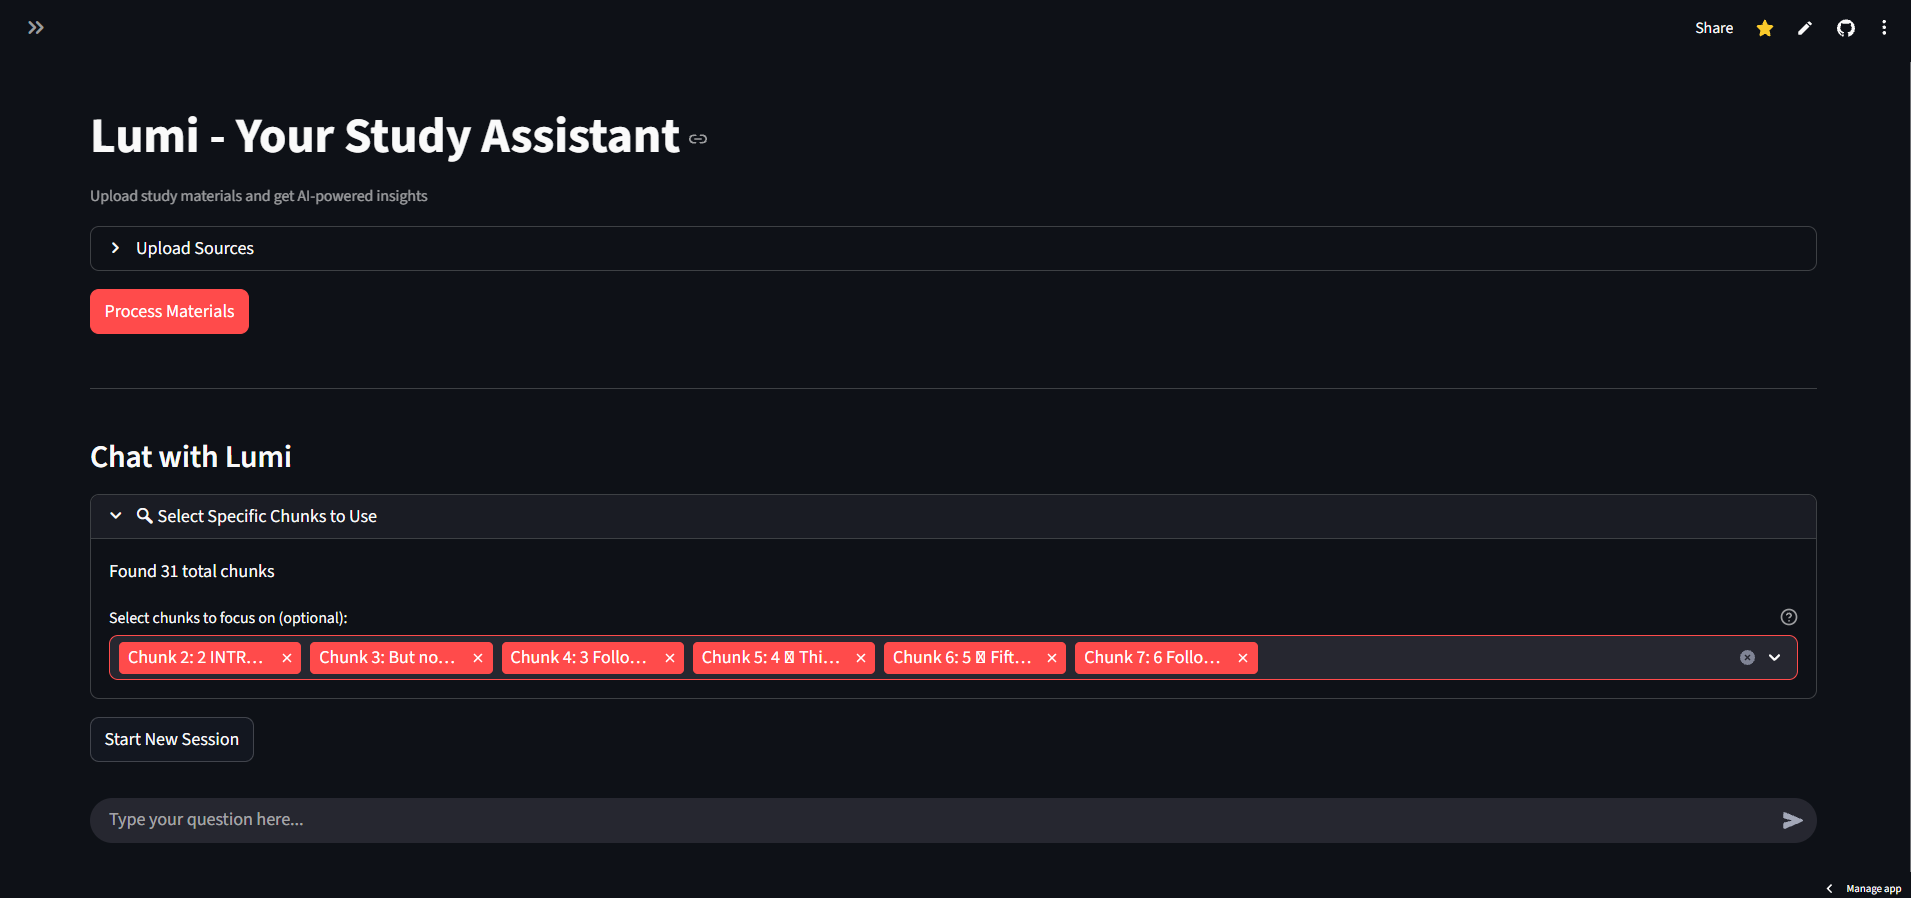 Share
Lumi - Your Study Assistant
Upload study materials and get AI-powered insights
Upload Sources
Process Materials
Chat with Lumi
Select Specific Chunks to Use
Found 31 total chunks
Select chunks to focus on (optional):
Chunk 2: 2 INTR... Chunk 3: But no... Chunk 4: 3 Follo... Chunk 5: 4 Thi... Chunk 6: 5 Fift... Chunk 7: 6 Follo...
Start New Session
Type your question here...
Manage app